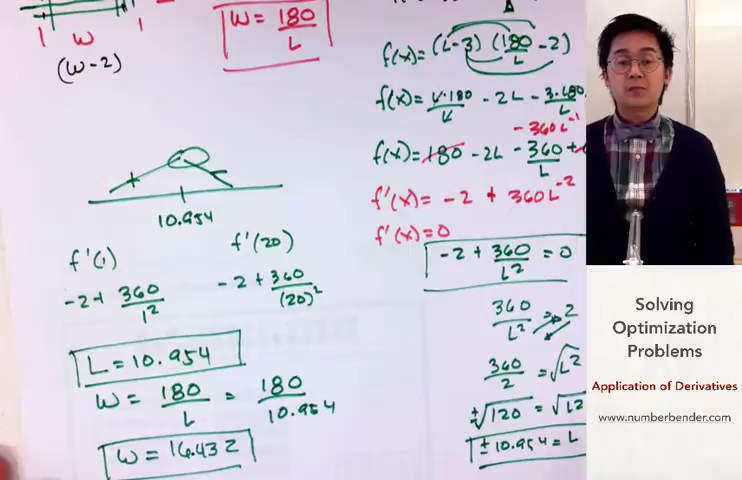 1 W 1
(W-2)
W = 180/L
f(x)= (L-3) (180/L -2)
f(x)= L·180/L - 2L - 3·180/L
- 360L⁻¹
f(x)= 180 - 2L - 360/L +
f'(x)= -2 + 360L⁻²
f'(x)=0
-2 + 360/L² = 0
360/L² = 2
360/2 = √L²
±√120 = √L²
±10.954 = L
+ -
10.954
f'(1) f'(20)
-2+ 360/1² -2+ 360/(20)²
L = 10.954
W = 180/L = 180/10.954
W = 16.432
Solving
Optimization
Problems
Application of Derivatives
www.numberbender.com